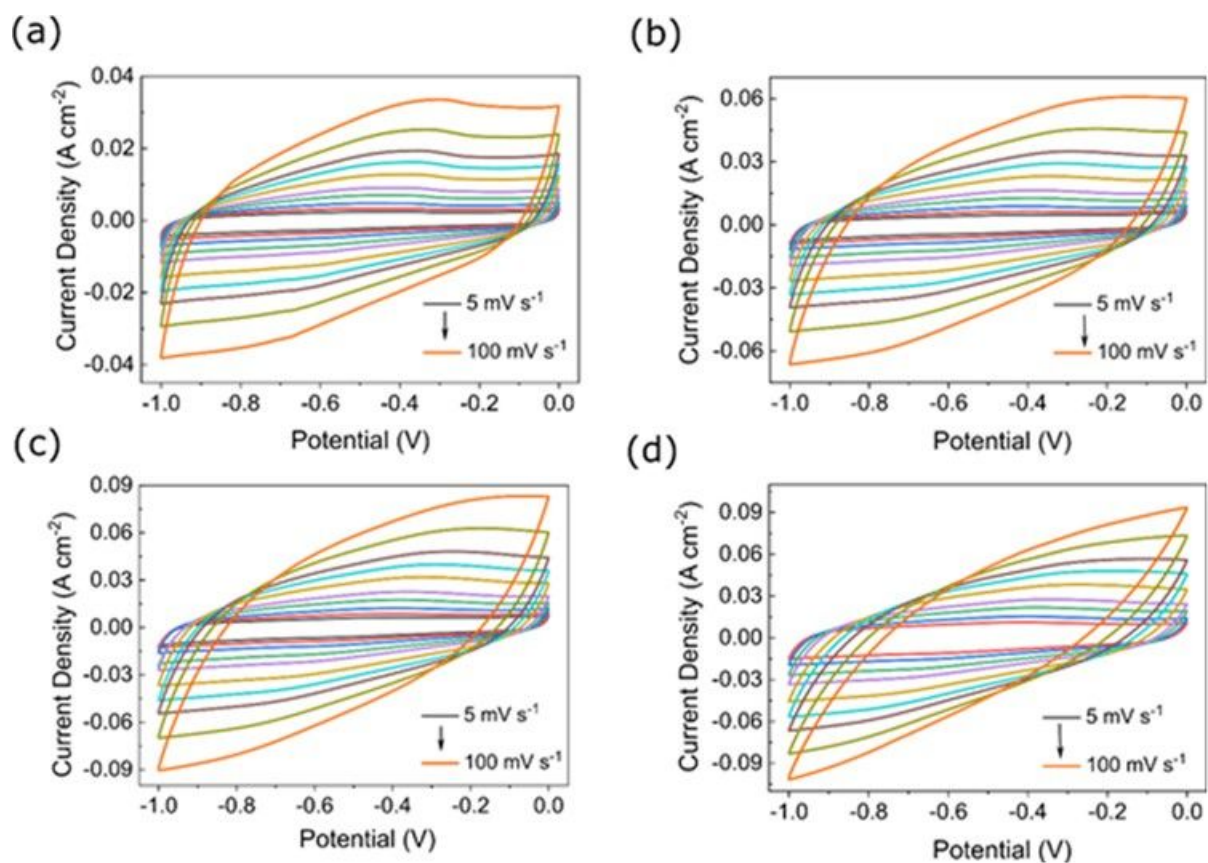 (a)
Current Density (A cm⁻²)
0.04
0.02
0.00
-0.02
-0.04
5 mV s⁻¹
100 mV s⁻¹
-1.0 -0.8 -0.6 -0.4 -0.2 0.0
Potential (V)
(b)
Current Density (A cm⁻²)
0.06
0.03
0.00
-0.03
-0.06
5 mV s⁻¹
100 mV s⁻¹
-1.0 -0.8 -0.6 -0.4 -0.2 0.0
Potential (V)
(c)
Current Density (A cm⁻²)
0.09
0.06
0.03
0.00
-0.03
-0.06
-0.09
5 mV s⁻¹
100 mV s⁻¹
-1.0 -0.8 -0.6 -0.4 -0.2 0.0
Potential (V)
(d)
Current Density (A cm⁻²)
0.09
0.06
0.03
0.00
-0.03
-0.06
-0.09
5 mV s⁻¹
100 mV s⁻¹
-1.0 -0.8 -0.6 -0.4 -0.2 0.0
Potential (V)